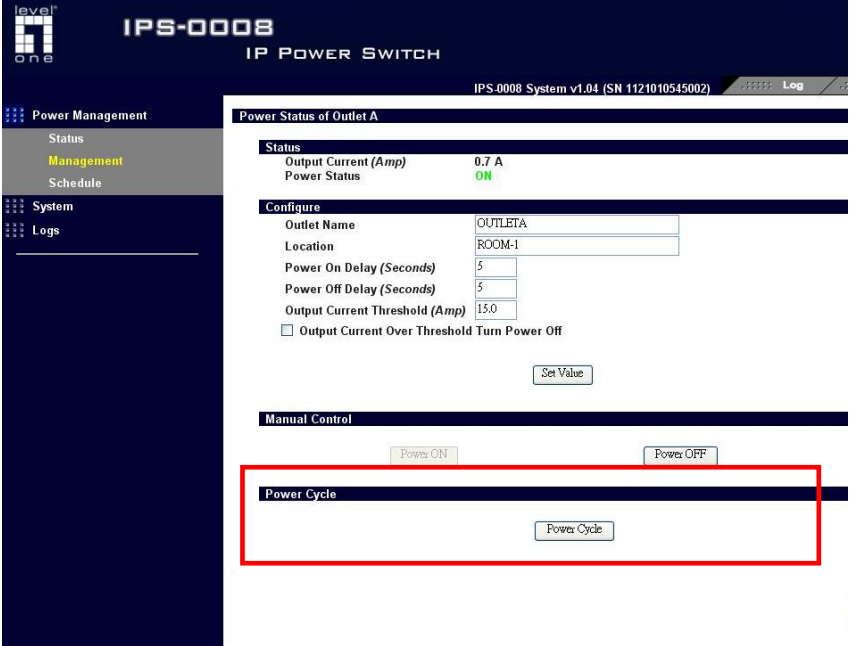 level
one
IPS-0008
IP POWER SWITCH
IPS-0008 System v1.04 (SN 1121010545002)
Log
Power Management
Status
Management
Schedule
System
Logs
Power Status of Outlet A
Status
Output Current (Amp) 0.7 A
Power Status ON
Configure
Outlet Name OUTLETA
Location ROOM-1
Power On Delay (Seconds) 5
Power Off Delay (Seconds) 5
Output Current Threshold (Amp) 15.0
Output Current Over Threshold Turn Power Off
Set Value
Manual Control
Power ON Power OFF
Power Cycle
Power Cycle